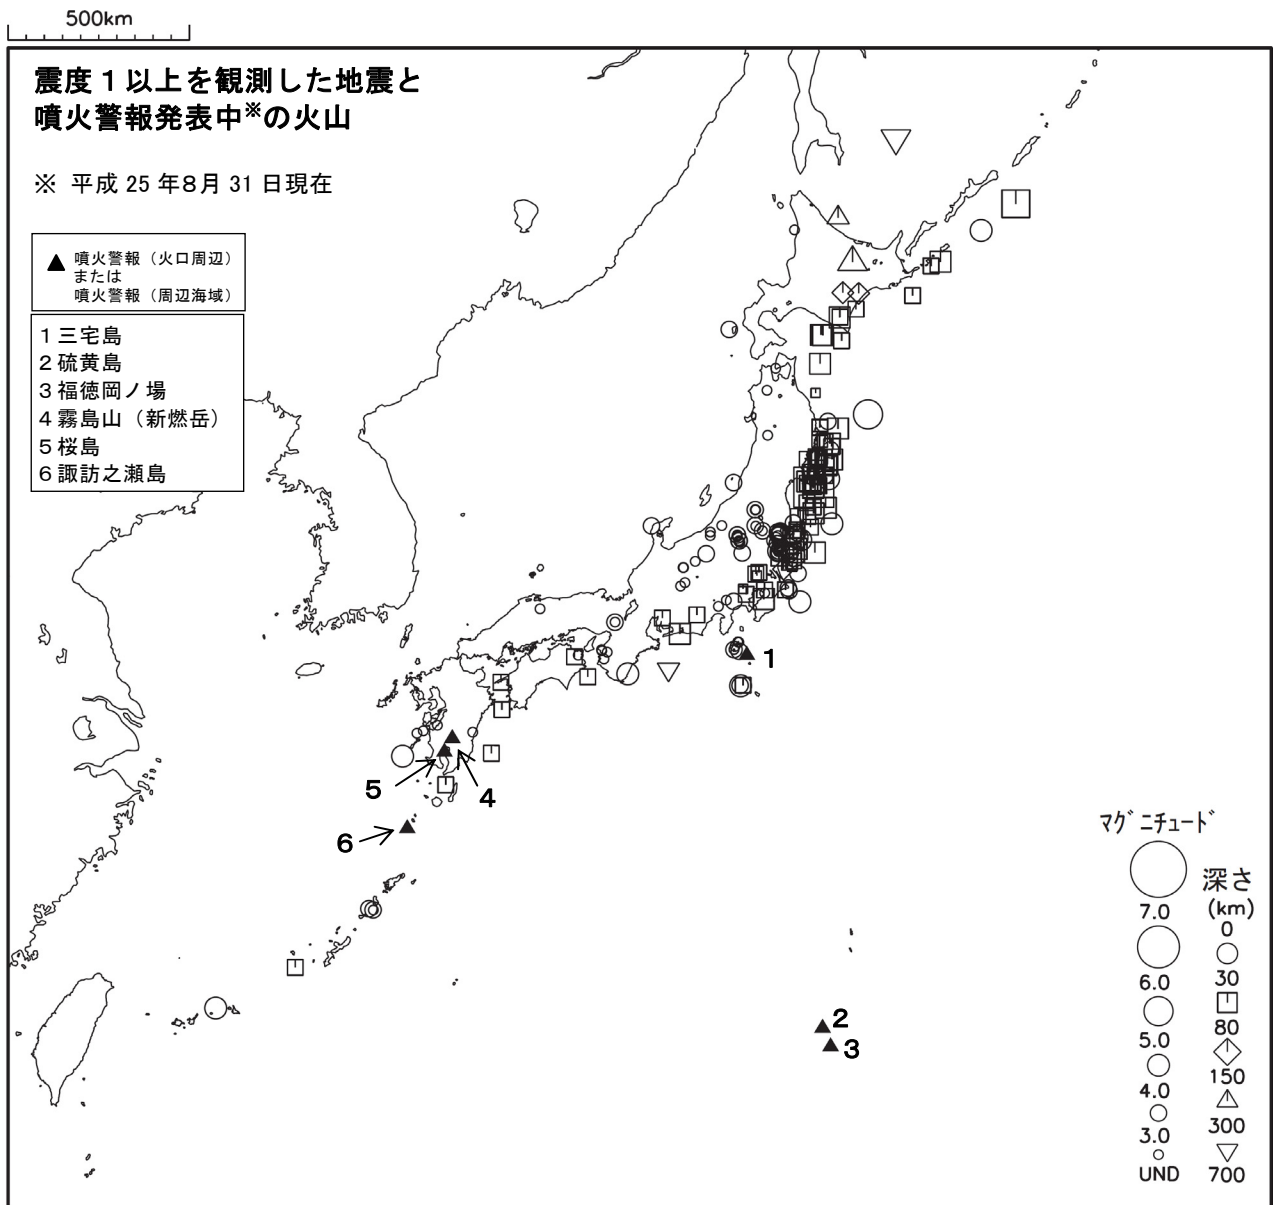 500km
震度１以上を観測した地震と
噴火警報発表中※の火山
※ 平成 25 年８月 31 日現在
▲ 噴火警報（火口周辺）
または
噴火警報（周辺海域）
1 三宅島
2 硫黄島
3 福徳岡ノ場
4 霧島山（新燃岳）
5 桜島
6 諏訪之瀬島
1
5
4
6
2
3
マグニチュード
7.0
6.0
5.0
4.0
3.0
UND
深さ
(km)
0
30
80
150
300
700